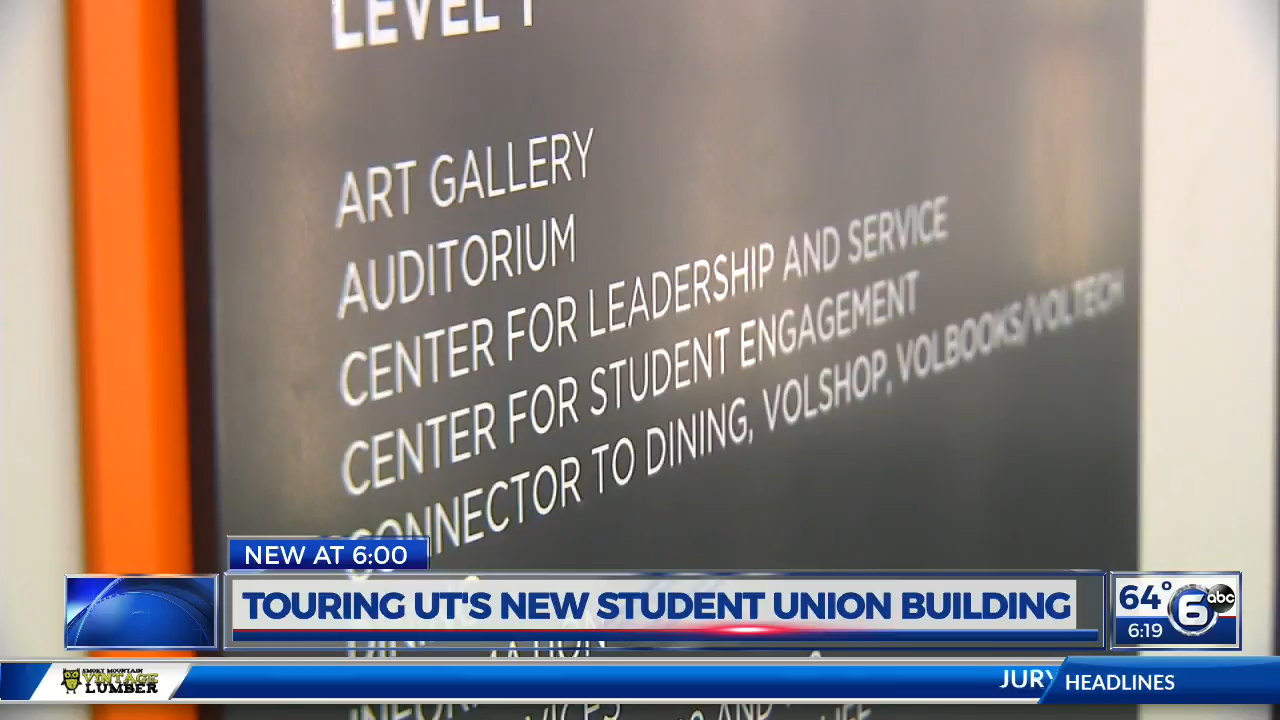 LEVEL 1
ART GALLERY
AUDITORIUM
CENTER FOR LEADERSHIP AND SERVICE
CENTER FOR STUDENT ENGAGEMENT
CONNECTOR TO DINING, VOLSHOP, VOLBOOKS/VOLTECH
NEW AT 6:00
TOURING UT'S NEW STUDENT UNION BUILDING
64°
6 abc
6:19
SMOKY MOUNTAIN
VINTAGE
LUMBER
JURY
HEADLINES